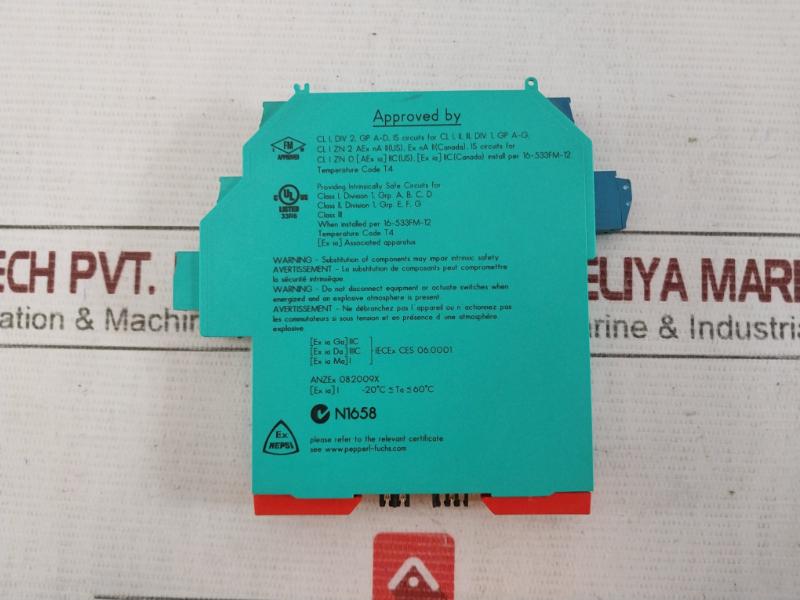 Approved by
FM
APPROVED
CL I, DIV 2, GP A-D, IS circuits for CL I, II, III, DIV 1, GP A-G;
CL I ZN 2 AEx nA II(US), Ex nA II(Canada), IS circuits for
CL I ZN 0 [AEx ia] IIC(US), [Ex ia] IIC(Canada) install per 16-533FM-12
Temperature Code T4
C UL US
LISTED
33R8
Providing Intrinsically Safe Circuits for
Class I, Division 1, Grp. A, B, C, D
Class II, Division 1, Grp. E, F, G
Class III
When installed per 16-533FM-12
Temperature Code T4
[Ex ia] Associated apparatus
WARNING - Substitution of components may impair intrinsic safety
AVERTISSEMENT - La substitution de composants peut compromettre
la sécurité intrinsèque
WARNING - Do not disconnect equipment or actuate switches when
energized and an explosive atmosphere is present.
AVERTISSEMENT - Ne débranchez pas l appareil ou n actionnez pas
les commutateurs si sous tension et en présence d une atmosphère
explosive
[Ex ia Ga] IIC
[Ex ia Da] IIIC
[Ex ia Ma] I
IECEx CES 06.0001
ANZEx 08.2009X
[Ex ia] I -20°C ≤ Ta ≤ 60°C
N1658
Ex
NEPSI
please refer to the relevant certificate
see www.pepperl-fuchs.com
TECH PVT.
ation & Machin
ELIYA MARI
arine & Industria